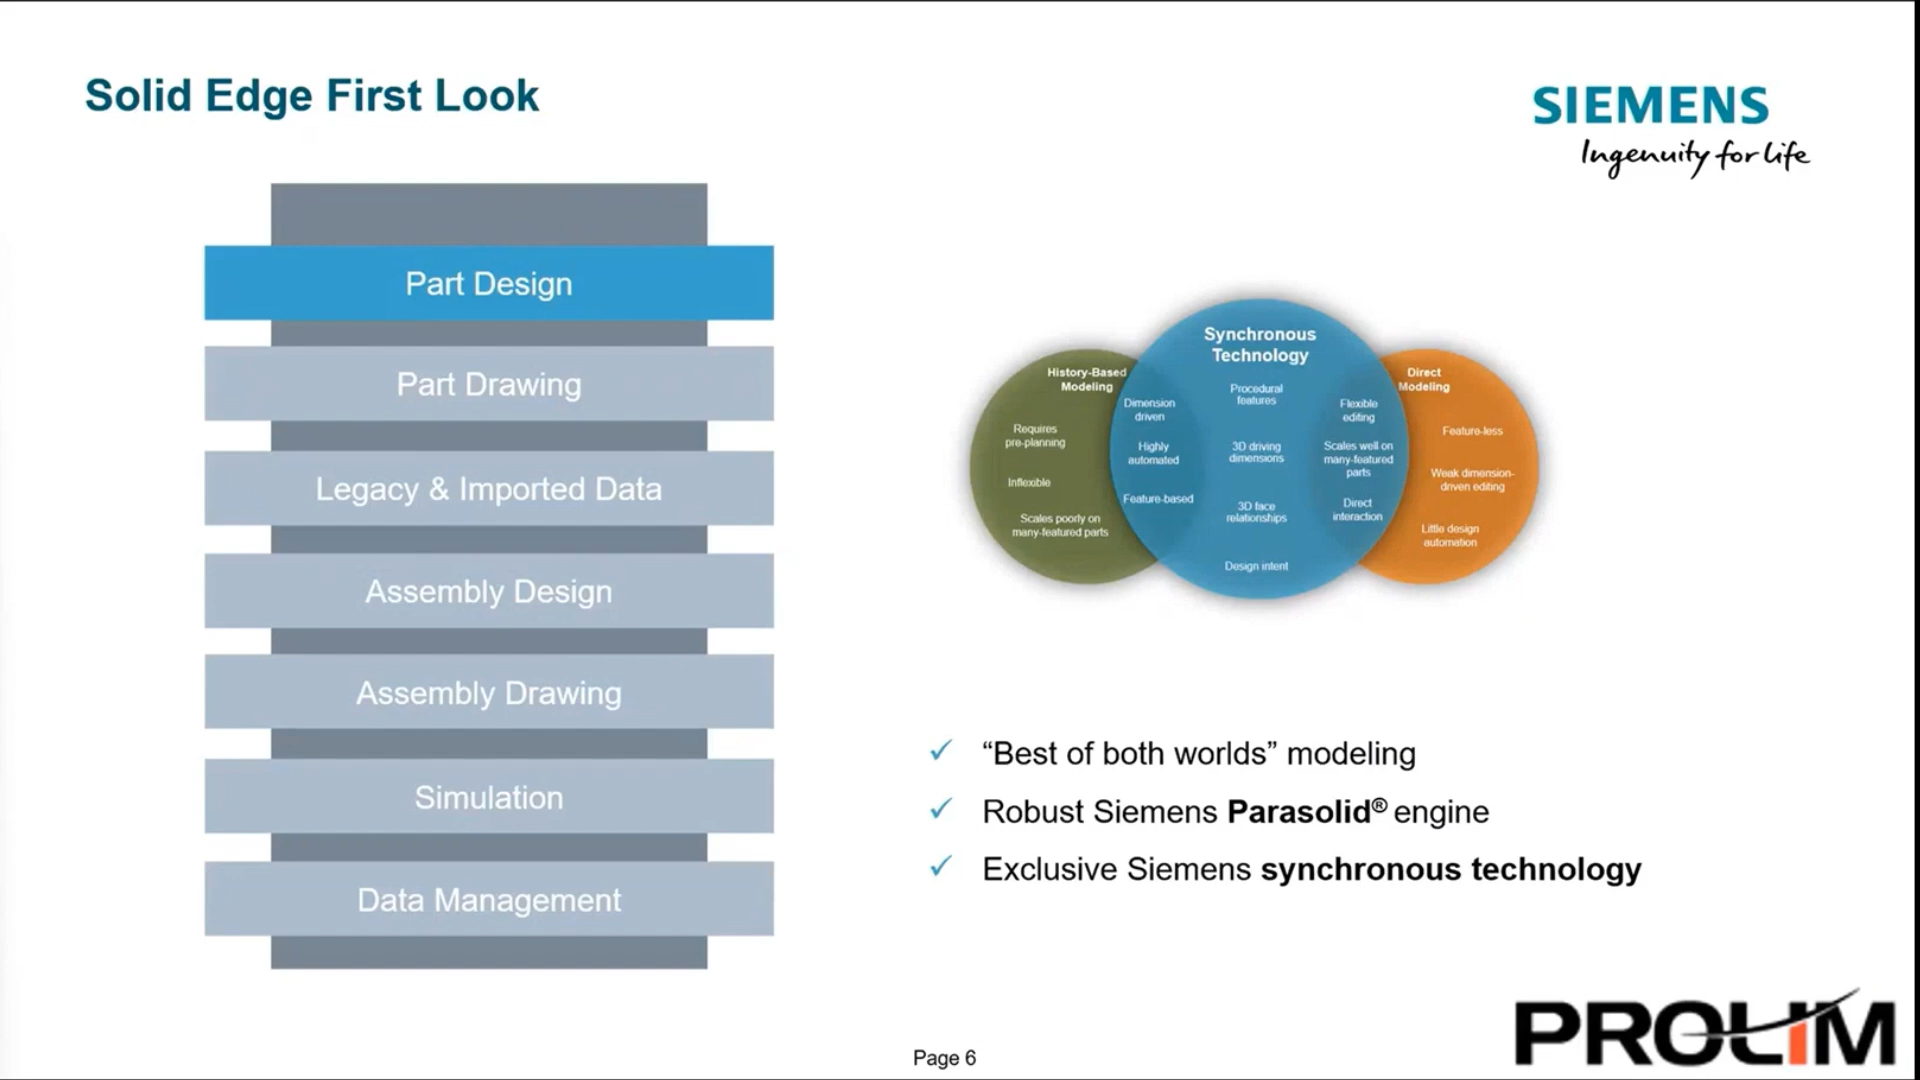 Solid Edge First Look
SIEMENS
Ingenuity for life
Part Design
Part Drawing
Legacy & Imported Data
Assembly Design
Assembly Drawing
Simulation
Data Management
History-Based
Modeling
Requires
pre-planning
Inflexible
Scales poorly on
many-featured parts
Dimension
driven
Highly
automated
Feature-based
Synchronous
Technology
Procedural
features
3D driving
dimensions
3D face
relationships
Design intent
Flexible
editing
Scales well on
many-featured
parts
Direct
interaction
Direct
Modeling
Feature-less
Weak dimension-
driven editing
Little design
automation
✓ “Best of both worlds” modeling
✓ Robust Siemens Parasolid® engine
✓ Exclusive Siemens synchronous technology
Page 6
PROLIM